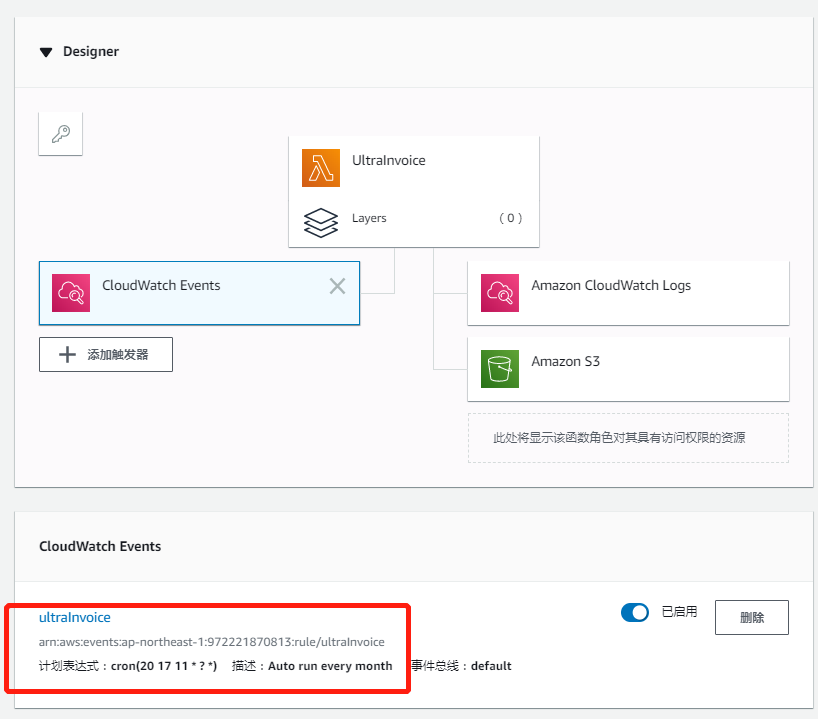 Designer
UltraInvoice
Layers
( 0 )
CloudWatch Events
Amazon CloudWatch Logs
添加触发器
Amazon S3
此处将显示该函数角色对其具有访问权限的资源
CloudWatch Events
ultraInvoice
已启用
删除
arn:aws:events:ap-northeast-1:972221870813:rule/ultraInvoice
计划表达式：cron(20 17 11 * ? *) 描述：Auto run every month 事件总线：default